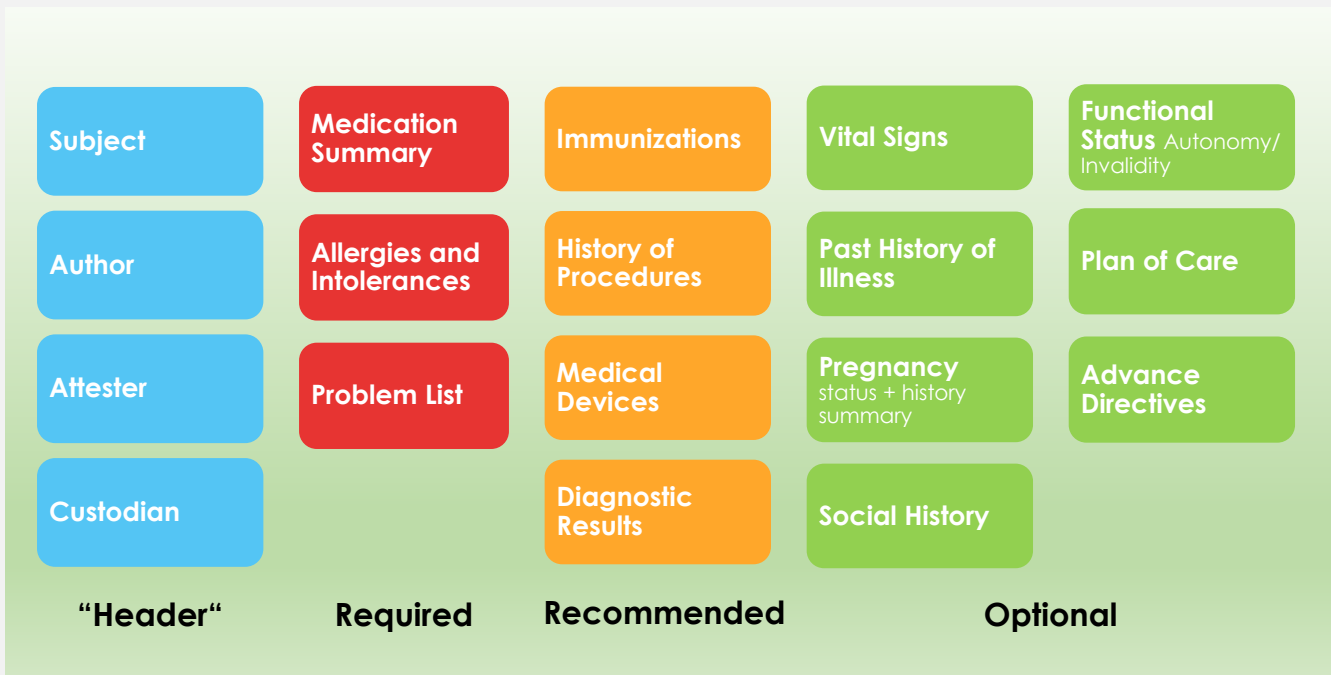 Subject
Author
Attester
Custodian
“Header“
Medication
Summary
Allergies and
Intolerances
Problem List
Required
Immunizations
History of
Procedures
Medical
Devices
Diagnostic
Results
Recommended
Vital Signs
Past History of
Illness
Pregnancy
status + history
summary
Social History
Functional
Status Autonomy/
Invalidity
Plan of Care
Advance
Directives
Optional